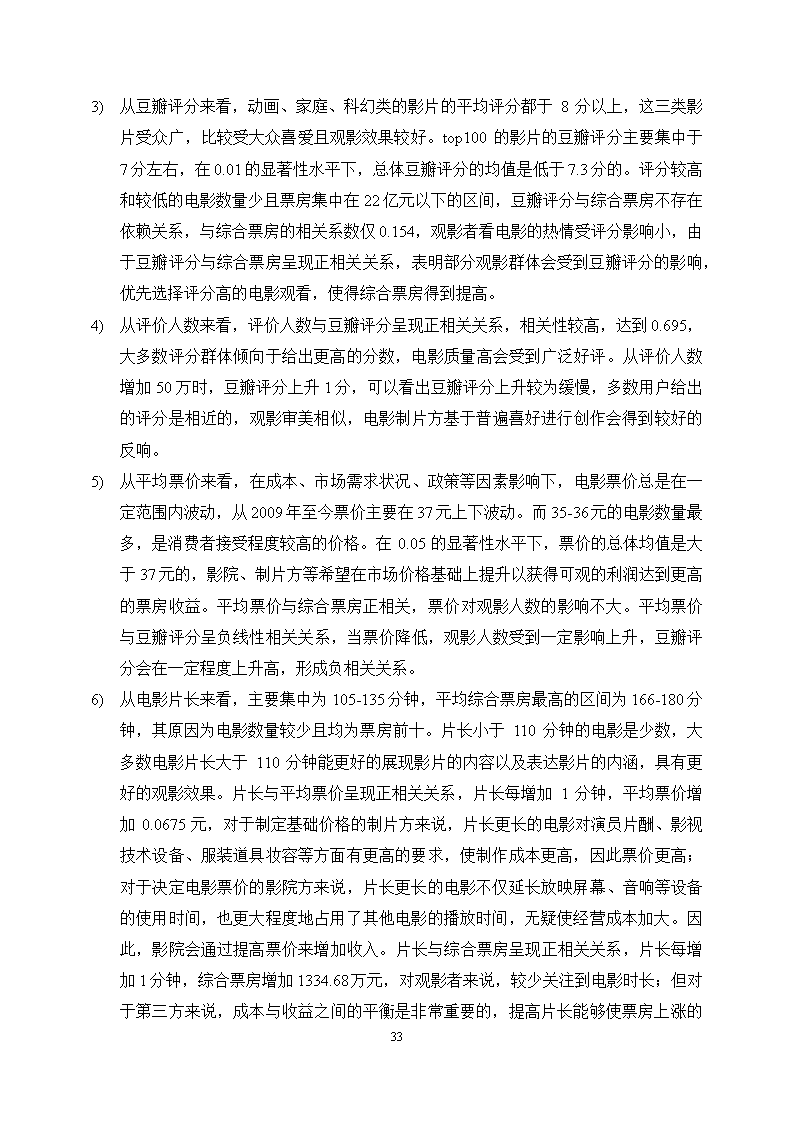 3) 从豆瓣评分来看，动画、家庭、科幻类的影片的平均评分都于 8 分以上，这三类影
片受众广，比较受大众喜爱且观影效果较好。top100 的影片的豆瓣评分主要集中于
7分左右，在0.01的显著性水平下，总体豆瓣评分的均值是低于7.3分的。评分较高
和较低的电影数量少且票房集中在22亿元以下的区间，豆瓣评分与综合票房不存在
依赖关系，与综合票房的相关系数仅0.154，观影者看电影的热情受评分影响小，由
于豆瓣评分与综合票房呈现正相关关系，表明部分观影群体会受到豆瓣评分的影响，
优先选择评分高的电影观看，使得综合票房得到提高。
4) 从评价人数来看，评价人数与豆瓣评分呈现正相关关系，相关性较高，达到0.695，
大多数评分群体倾向于给出更高的分数，电影质量高会受到广泛好评。从评价人数
增加50万时，豆瓣评分上升1分，可以看出豆瓣评分上升较为缓慢，多数用户给出
的评分是相近的，观影审美相似，电影制片方基于普遍喜好进行创作会得到较好的
反响。
5) 从平均票价来看，在成本、市场需求状况、政策等因素影响下，电影票价总是在一
定范围内波动，从2009年至今票价主要在37元上下波动。而35-36元的电影数量最
多，是消费者接受程度较高的价格。在 0.05 的显著性水平下，票价的总体均值是大
于37元的，影院、制片方等希望在市场价格基础上提升以获得可观的利润达到更高
的票房收益。平均票价与综合票房正相关，票价对观影人数的影响不大。平均票价
与豆瓣评分呈负线性相关关系，当票价降低，观影人数受到一定影响上升，豆瓣评
分会在一定程度上升高，形成负相关关系。
6) 从电影片长来看，主要集中为 105-135分钟，平均综合票房最高的区间为166-180分
钟，其原因为电影数量较少且均为票房前十。片长小于 110 分钟的电影是少数，大
多数电影片长大于 110 分钟能更好的展现影片的内容以及表达影片的内涵，具有更
好的观影效果。片长与平均票价呈现正相关关系，片长每增加 1 分钟，平均票价增
加 0.0675 元，对于制定基础价格的制片方来说，片长更长的电影对演员片酬、影视
技术设备、服装道具妆容等方面有更高的要求，使制作成本更高，因此票价更高；
对于决定电影票价的影院方来说，片长更长的电影不仅延长放映屏幕、音响等设备
的使用时间，也更大程度地占用了其他电影的播放时间，无疑使经营成本加大。因
此，影院会通过提高票价来增加收入。片长与综合票房呈现正相关关系，片长每增
加1分钟，综合票房增加1334.68万元，对观影者来说，较少关注到电影时长；但对
于第三方来说，成本与收益之间的平衡是非常重要的，提高片长能够使票房上涨的
33